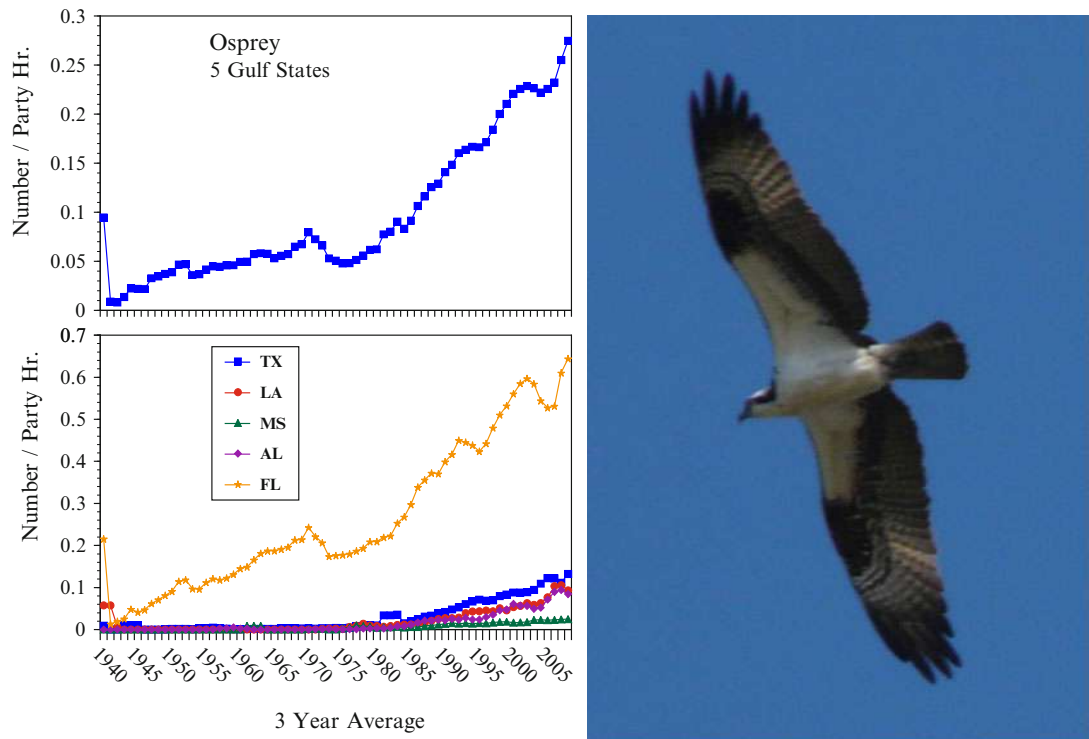 0.3
0.25
0.2
0.15
0.1
0.05
0
Number / Party Hr.
Osprey
5 Gulf States
0.7
0.6
0.5
0.4
0.3
0.2
0.1
0
Number / Party Hr.
TX
LA
MS
AL
FL
1940 1945 1950 1955 1960 1965 1970 1975 1980 1985 1990 1995 2000 2005
3 Year Average